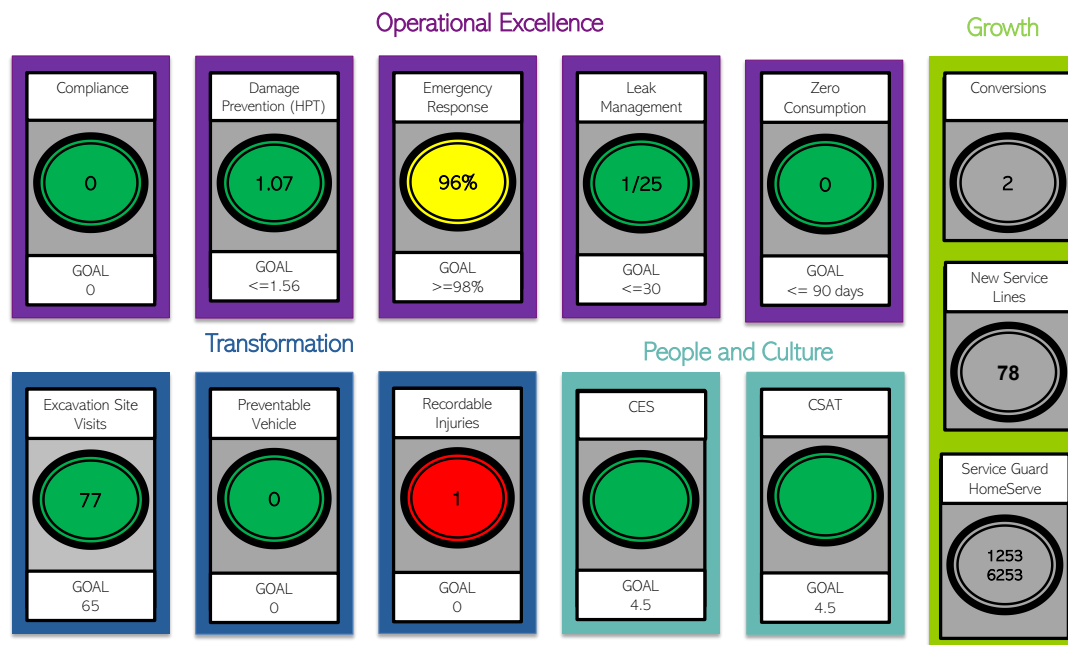 Operational Excellence
Growth
Compliance
0
GOAL
0
Damage
Prevention (HPT)
1.07
GOAL
<=1.56
Emergency
Response
96%
GOAL
>=98%
Leak
Management
1/25
GOAL
<=30
Zero
Consumption
0
GOAL
<= 90 days
Conversions
2
New Service
Lines
78
Service Guard
HomeServe
1253
6253
Transformation
People and Culture
Excavation Site
Visits
77
GOAL
65
Preventable
Vehicle
0
GOAL
0
Recordable
Injuries
1
GOAL
0
CES
GOAL
4.5
CSAT
GOAL
4.5